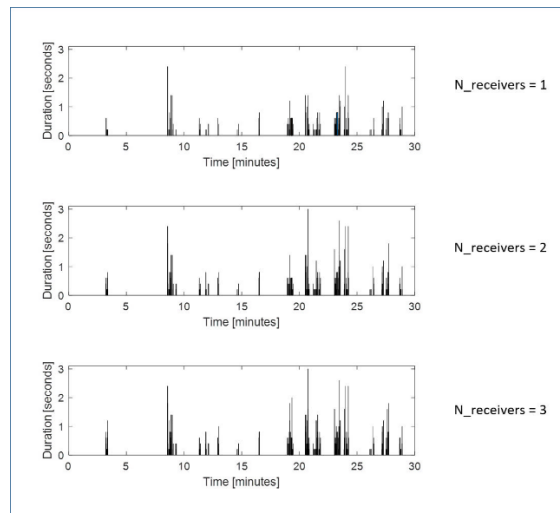 3
2
1
0
Duration [seconds]
0 5 10 15 20 25 30
Time [minutes]
N_receivers = 1
3
2
1
0
Duration [seconds]
0 5 10 15 20 25 30
Time [minutes]
N_receivers = 2
3
2
1
0
Duration [seconds]
0 5 10 15 20 25 30
Time [minutes]
N_receivers = 3